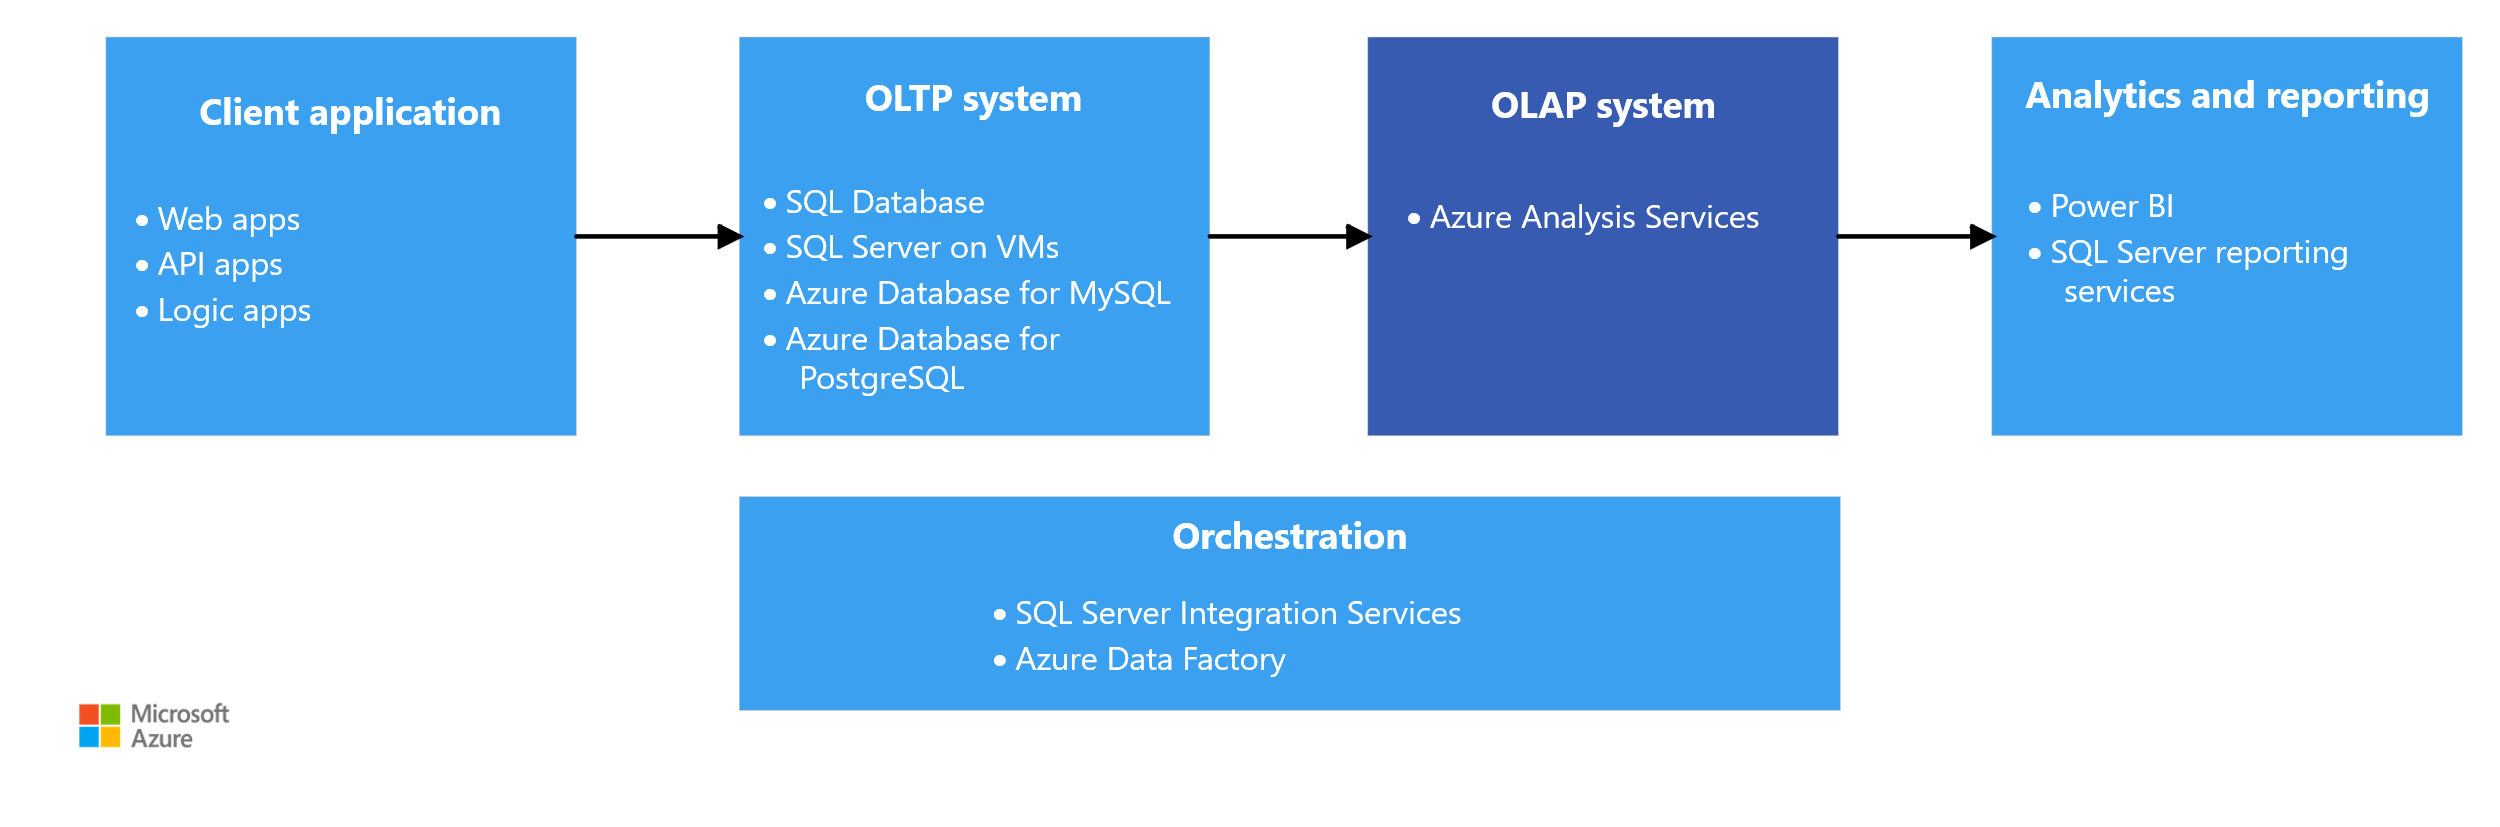 Client application
• Web apps
• API apps
• Logic apps
OLTP system
• SQL Database
• SQL Server on VMs
• Azure Database for MySQL
• Azure Database for
PostgreSQL
OLAP system
• Azure Analysis Services
Analytics and reporting
• Power BI
• SQL Server reporting
services
Orchestration
• SQL Server Integration Services
• Azure Data Factory
Microsoft
Azure